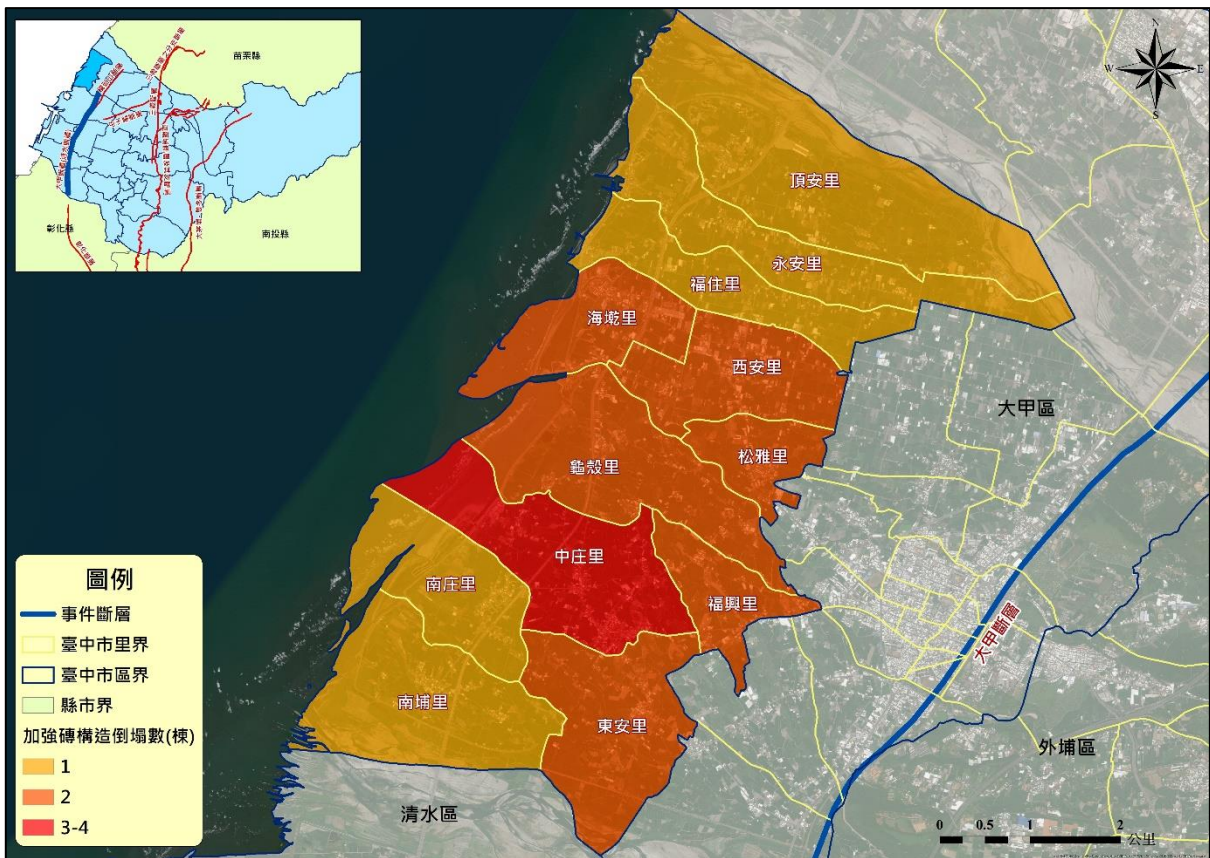 苗栗縣
彰化縣
南投縣
N
W
E
S
頂安里
永安里
福住里
海墘里
西安里
大甲區
松雅里
龜殼里
中庄里
南庄里
福興里
大甲斷層
南埔里
東安里
外埔區
清水區
圖例
事件斷層
臺中市里界
臺中市區界
縣市界
加強磚構造倒塌數(棟)
1
2
3-4
0 0.5 1 2
公里